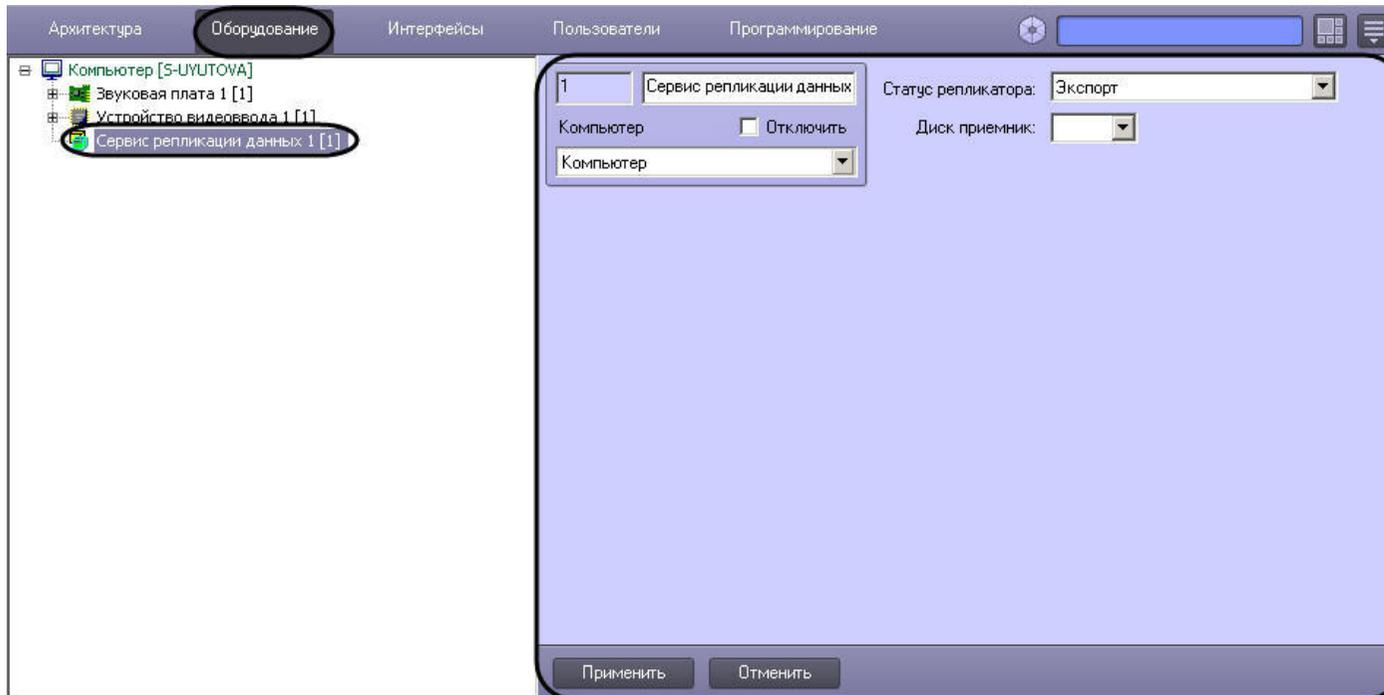 Архитектура Оборудование Интерфейсы Пользователи Программирование
Компьютер [S-UYUTOVA]
Звуковая плата 1 [1]
Устройство видеоввода 1 [1]
Сервис репликации данных 1 [1]
1 Сервис репликации данных
Компьютер Отключить
Компьютер
Статус репликатора: Экспорт
Диск приемник:
Применить Отменить